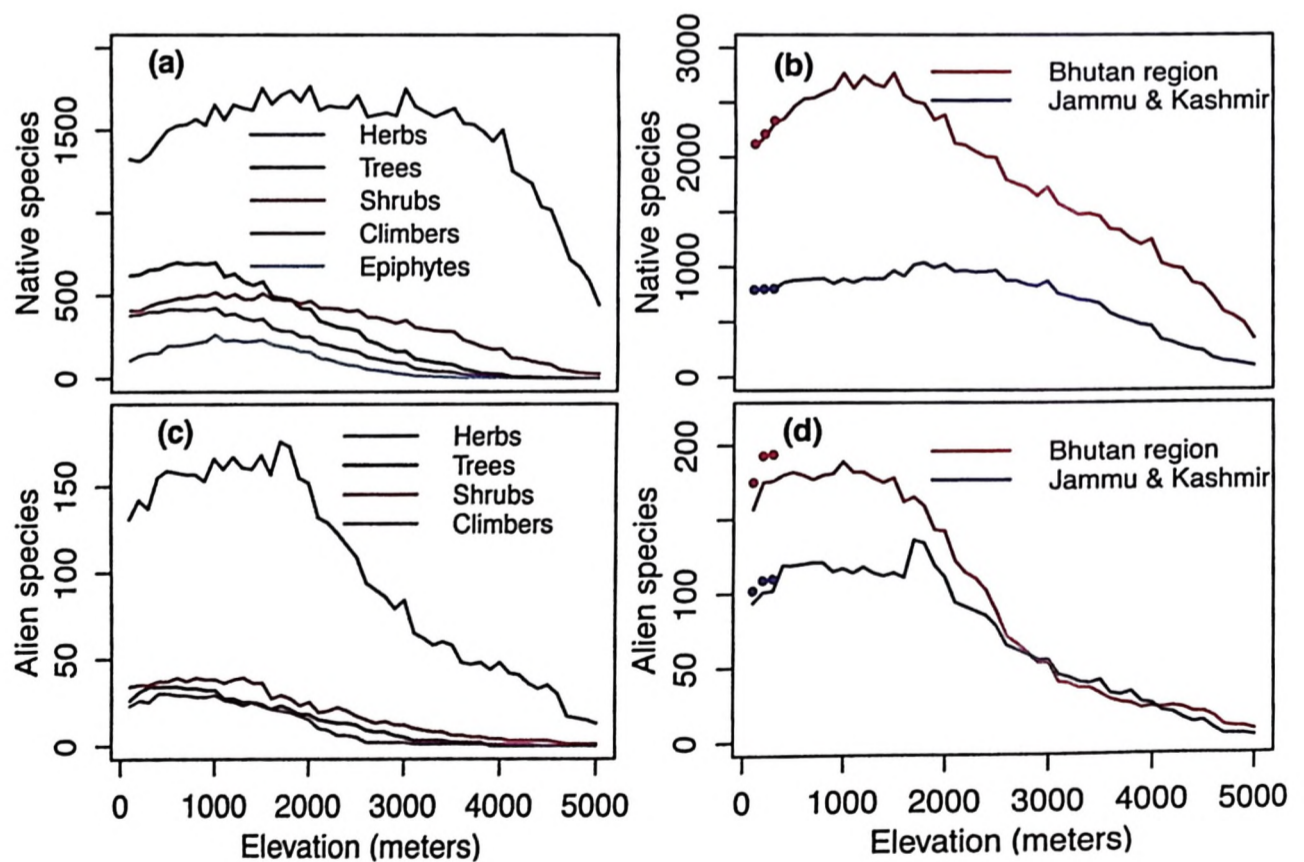 (a)
Native species
0
500
1500
Herbs
Trees
Shrubs
Climbers
Epiphytes
(b)
Native species
0
1000
2000
3000
Bhutan region
Jammu & Kashmir
(c)
Alien species
0
50
100
150
Herbs
Trees
Shrubs
Climbers
0 1000 2000 3000 4000 5000
Elevation (meters)
(d)
Alien species
0
50
100
200
Bhutan region
Jammu & Kashmir
0 1000 2000 3000 4000 5000
Elevation (meters)